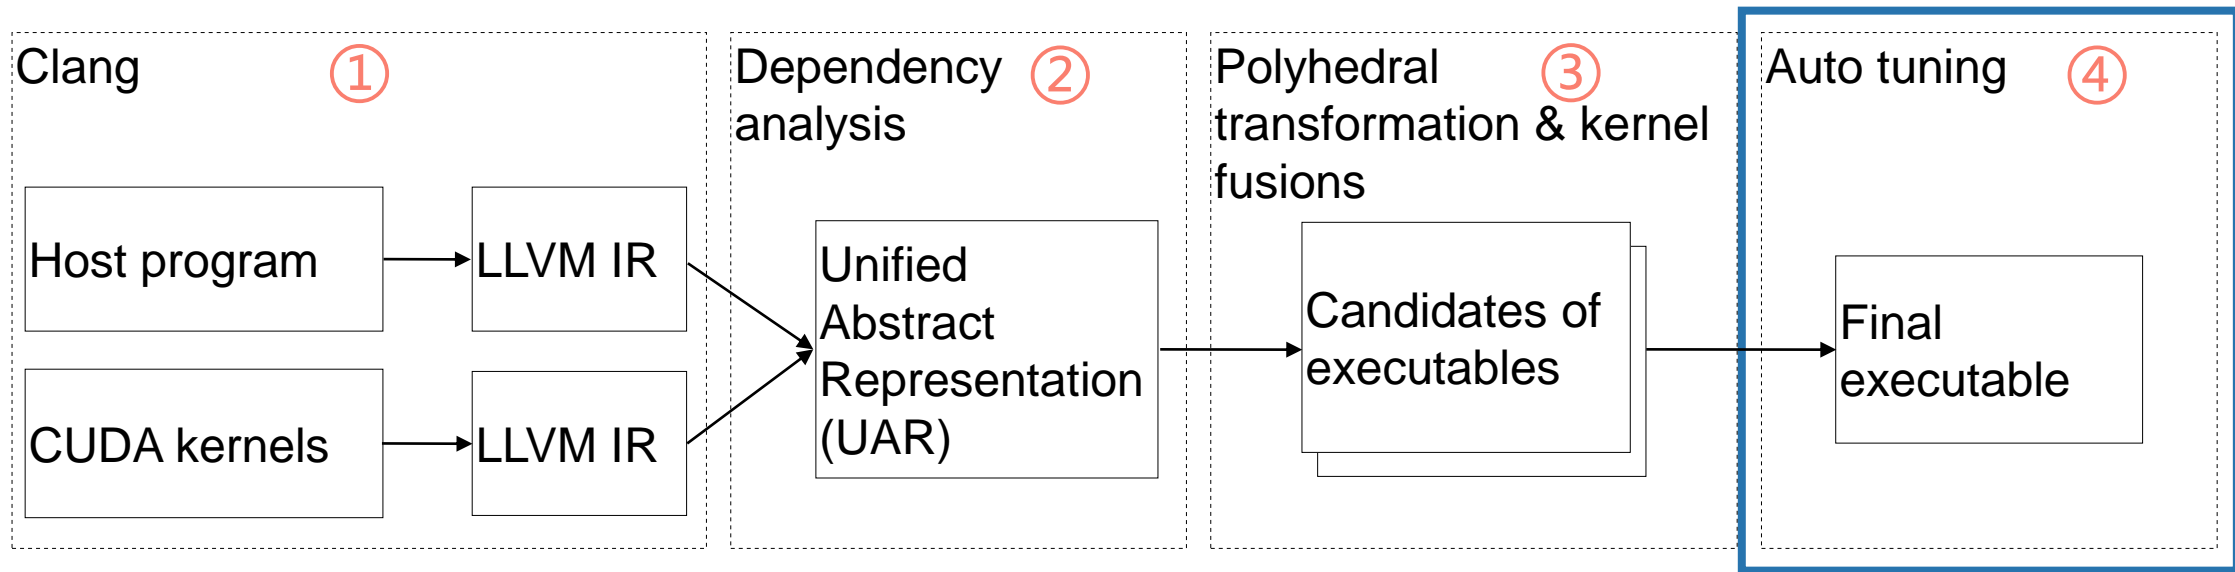 Clang
①
Host program
LLVM IR
CUDA kernels
LLVM IR
Dependency
analysis
②
Unified
Abstract
Representation
(UAR)
Polyhedral
transformation & kernel
fusions
③
Candidates of
executables
Auto tuning
④
Final
executable